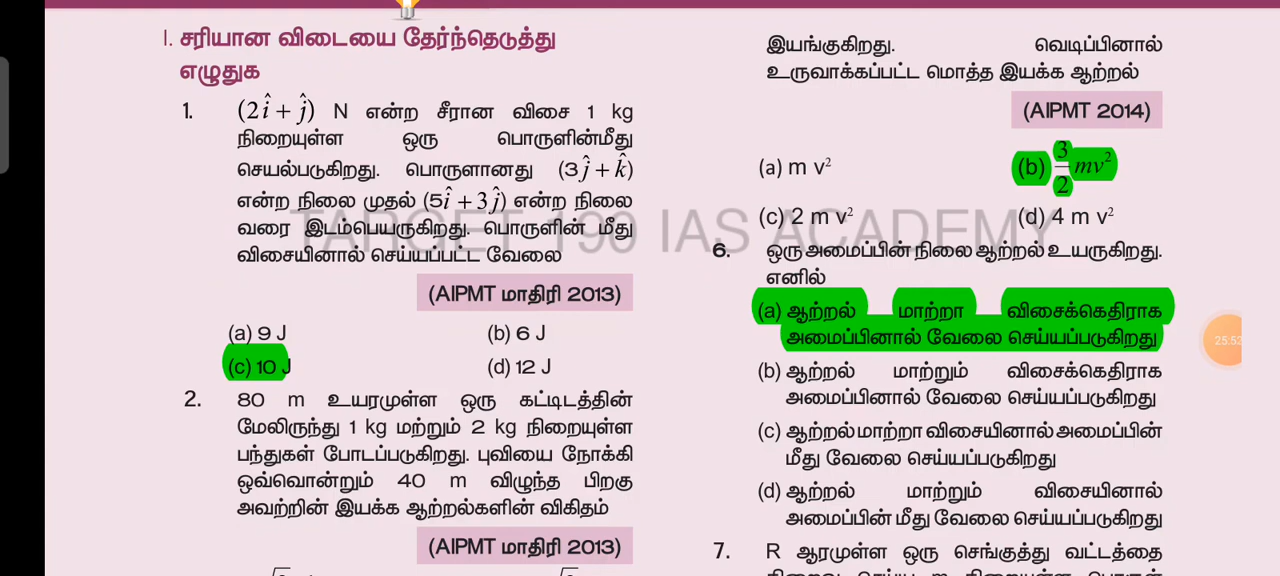 I. சரியான விடையை தேர்ந்தெடுத்து
எழுதுக
1. (2î + ĵ) N என்ற சீரான விசை 1 kg
நிறையுள்ள ஒரு பொருளின்மீது
செயல்படுகிறது. பொருளானது (3ĵ + k̂)
என்ற நிலை முதல் (5î + 3ĵ) என்ற நிலை
வரை இடம்பெயருகிறது. பொருளின் மீது
விசையினால் செய்யப்பட்ட வேலை
(AIPMT மாதிரி 2013)
(a) 9 J (b) 6 J
(c) 10 J (d) 12 J
2. 80 m உயரமுள்ள ஒரு கட்டிடத்தின்
மேலிருந்து 1 kg மற்றும் 2 kg நிறையுள்ள
பந்துகள் போடப்படுகிறது. புவியை நோக்கி
ஒவ்வொன்றும் 40 m விழுந்த பிறகு
அவற்றின் இயக்க ஆற்றல்களின் விகிதம்
(AIPMT மாதிரி 2013)
இயங்குகிறது. வெடிப்பினால்
உருவாக்கப்பட்ட மொத்த இயக்க ஆற்றல்
(AIPMT 2014)
(a) m v² (b) 3/2 mv²
(c) 2 m v² (d) 4 m v²
6. ஒரு அமைப்பின் நிலை ஆற்றல் உயருகிறது.
எனில்
(a) ஆற்றல் மாற்றா விசைக்கெதிராக
அமைப்பினால் வேலை செய்யப்படுகிறது
(b) ஆற்றல் மாற்றும் விசைக்கெதிராக
அமைப்பினால் வேலை செய்யப்படுகிறது
(c) ஆற்றல் மாற்றா விசையினால் அமைப்பின்
மீது வேலை செய்யப்படுகிறது
(d) ஆற்றல் மாற்றும் விசையினால்
அமைப்பின் மீது வேலை செய்யப்படுகிறது
7. R ஆரமுள்ள ஒரு செங்குத்து வட்டத்தை
TARGET 190 IAS ACADEMY
25:53